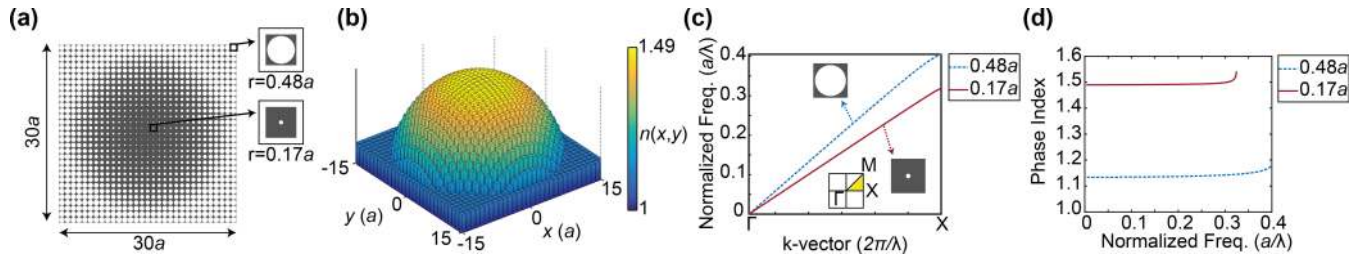 (a)
30a
30a
r=0.48a
r=0.17a
(b)
1.49
n(x,y)
1
-15
0
15
y (a)
-15
0
15
x (a)
(c)
Normalized Freq. (a/λ)
0.4
0.3
0.2
0.1
0
Γ
X
k-vector (2π/λ)
M
X
Γ
0.48a
0.17a
(d)
Phase Index
1.6
1.5
1.4
1.3
1.2
1.1
1.0
0
0.1
0.2
0.3
0.4
Normalized Freq. (a/λ)
0.48a
0.17a